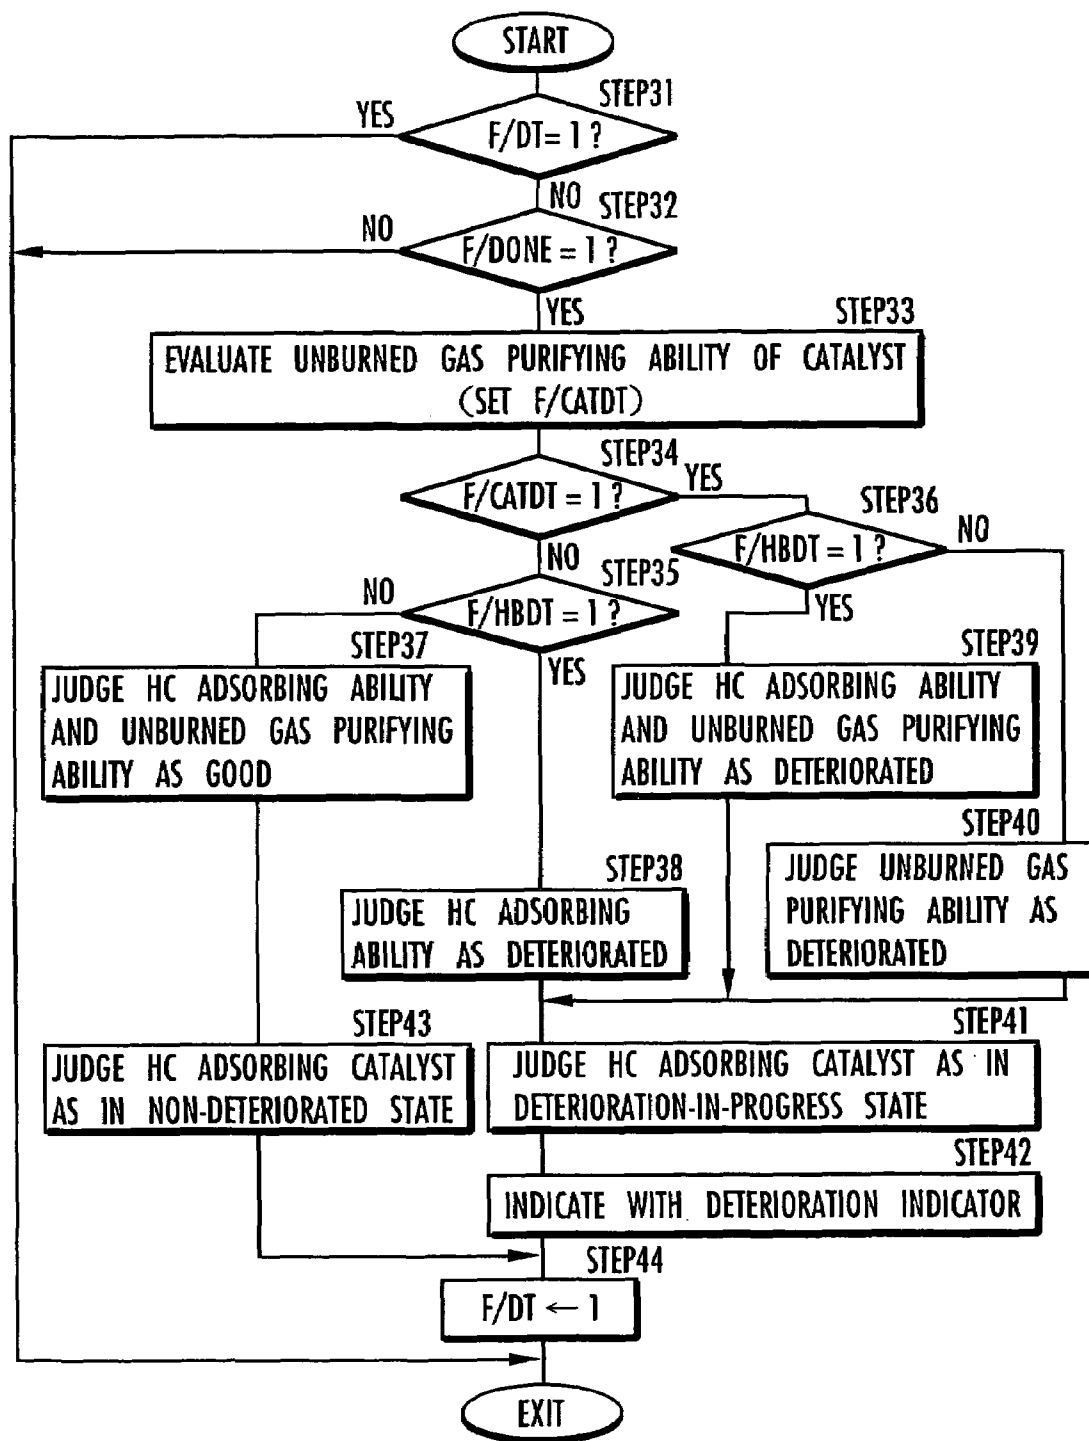 START
STEP31
YES
F/DT= 1 ?
NO
STEP32
NO
F/DONE = 1 ?
YES
STEP33
EVALUATE UNBURNED GAS PURIFYING ABILITY OF CATALYST
(SET F/CATDT)
STEP34
F/CATDT = 1 ?
YES
STEP36
F/HBDT = 1 ?
NO
NO
STEP35
NO
F/HBDT = 1 ?
YES
YES
STEP37
JUDGE HC ADSORBING ABILITY
AND UNBURNED GAS PURIFYING
ABILITY AS GOOD
STEP39
JUDGE HC ADSORBING ABILITY
AND UNBURNED GAS PURIFYING
ABILITY AS DETERIORATED
STEP40
JUDGE UNBURNED GAS
PURIFYING ABILITY AS
DETERIORATED
STEP38
JUDGE HC ADSORBING
ABILITY AS DETERIORATED
STEP43
JUDGE HC ADSORBING CATALYST
AS IN NON-DETERIORATED STATE
STEP41
JUDGE HC ADSORBING CATALYST AS IN
DETERIORATION-IN-PROGRESS STATE
STEP42
INDICATE WITH DETERIORATION INDICATOR
STEP44
F/DT ← 1
EXIT